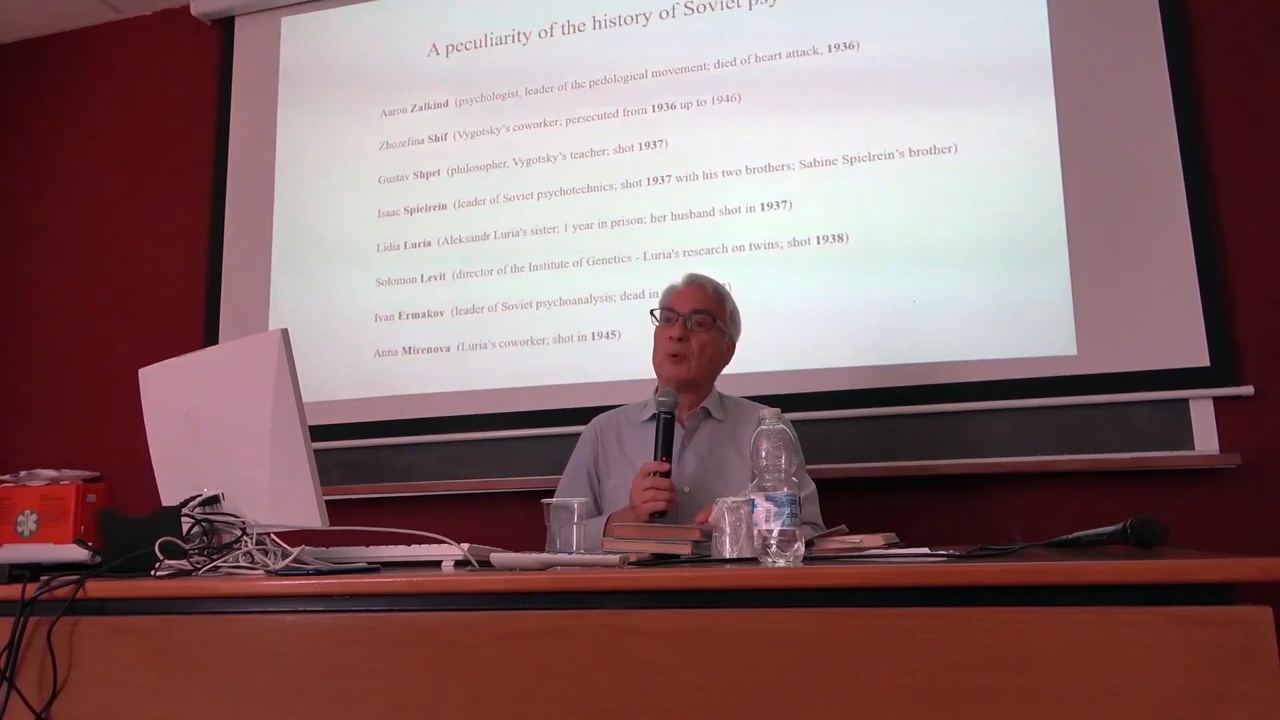 A peculiarity of the history of Soviet
Aaron Zalkind (psychologist, leader of the pedological movement; died of heart attack, 1936)
Zhozefina Shif (Vygotsky's coworker; persecuted from 1936 up to 1946)
Gustav Shpet (philosopher, Vygotsky's teacher; shot 1937)
Isaac Spielrein (leader of Soviet psychotechnics; shot 1937 with his two brothers; Sabine Spielrein's brother)
Lidia Luria (Aleksandr Luria's sister; 1 year in prison; her husband shot in 1937)
Solomon Levit (director of the Institute of Genetics - Luria's research on twins; shot 1938)
Ivan Ermakov (leader of Soviet psychoanalysis; dead in
Anna Mirenova (Luria's coworker; shot in 1945)